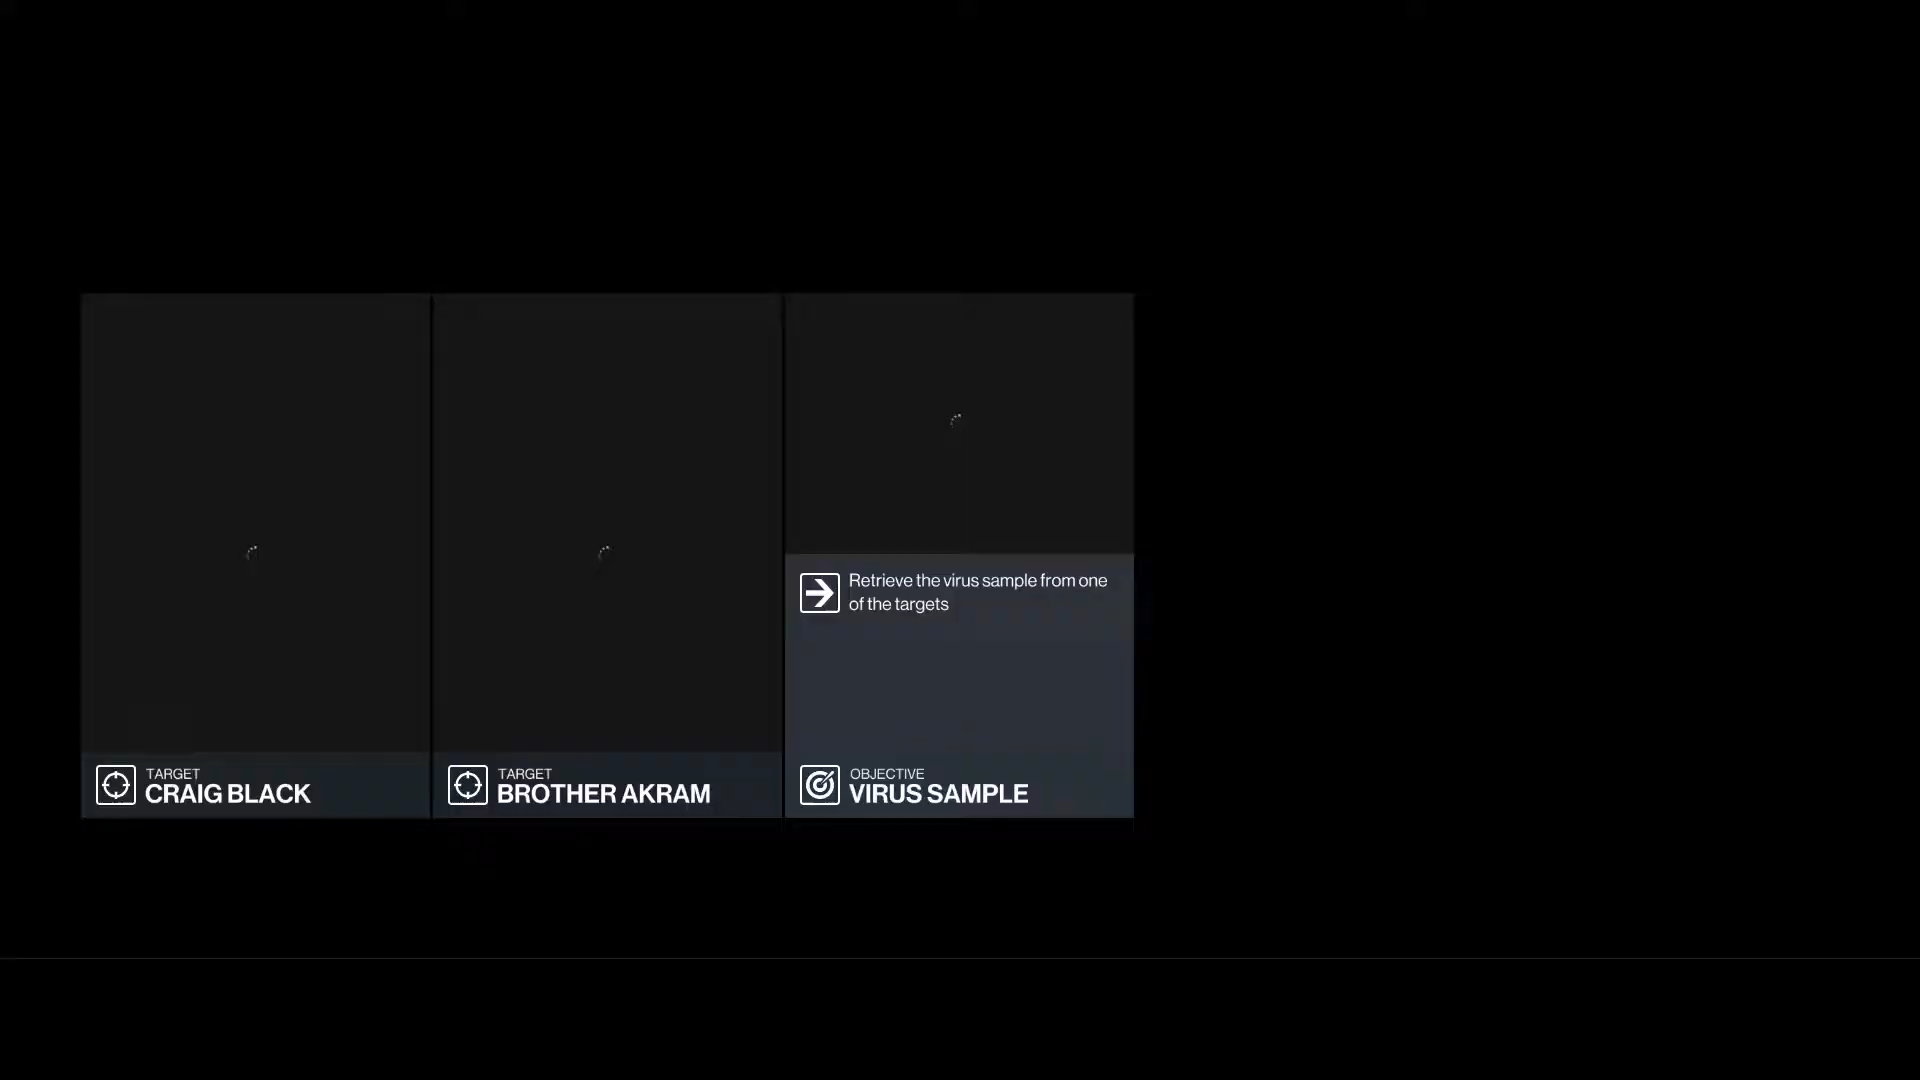 TARGET
CRAIG BLACK
TARGET
BROTHER AKRAM
Retrieve the virus sample from one
of the targets
OBJECTIVE
VIRUS SAMPLE